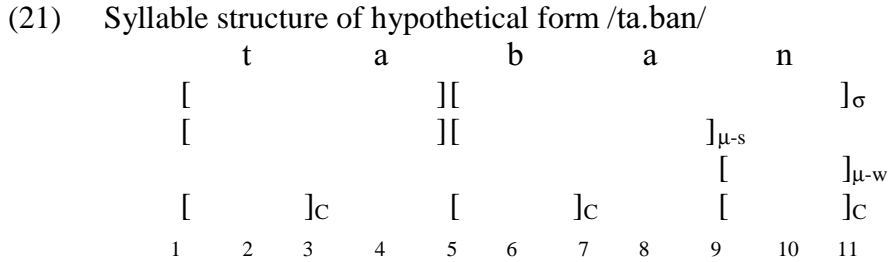 (21) Syllable structure of hypothetical form /ta.ban/
t a b a n
[ ][ ]σ
[ ][ ]μ-s
[ ]μ-w
[ ]C [ ]C [ ]C
1 2 3 4 5 6 7 8 9 10 11